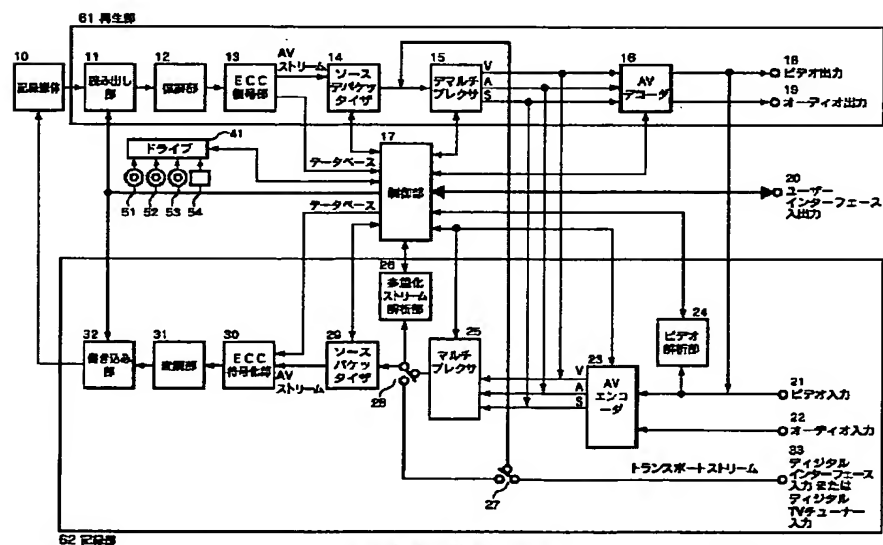 61 再生部
10
記録媒体
11
読み出し
部
12
復調部
13
ECC
復号部
AV
ストリーム
14
ソース
デパケッ
タイザ
15
デマルチ
プレクサ
V
A
S
16
AV
デコーダ
18
ビデオ出力
19
オーディオ出力
41
ドライブ
51
52
53
54
データベース
17
制御部
データベース
20
ユーザー
インターフェース
入出力
26
多重化
ストリーム
解析部
24
ビデオ
解析部
32
書き込み
部
31
変調部
30
ECC
符号化部
AV
ストリーム
29
ソース
パケッ
タイザ
28
25
マルチ
プレクサ
V
A
S
23
AV
エンコーダ
21
ビデオ入力
22
オーディオ入力
27
トランスポートストリーム
33
ディジタル
インターフェース
入力 または
ディジタル
TVチューナー
入力
62 記録部